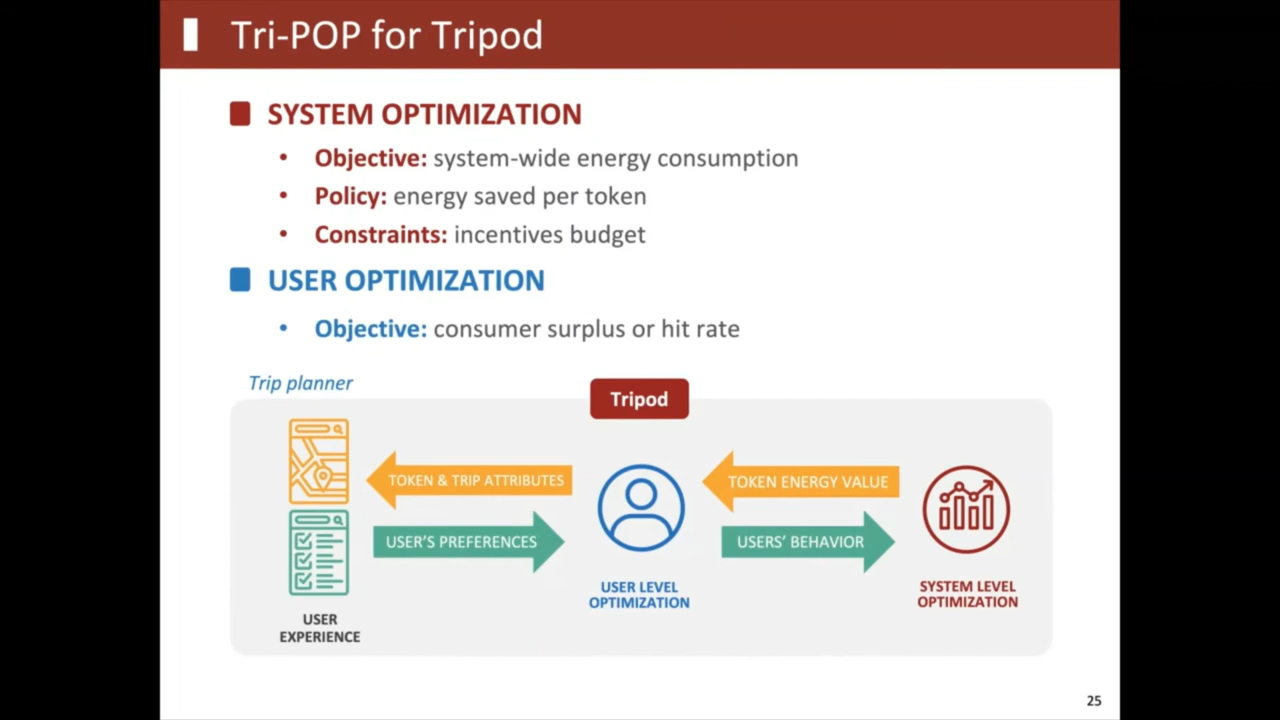 Tri-POP for Tripod
SYSTEM OPTIMIZATION
• Objective: system-wide energy consumption
• Policy: energy saved per token
• Constraints: incentives budget
USER OPTIMIZATION
• Objective: consumer surplus or hit rate
Trip planner
Tripod
TOKEN & TRIP ATTRIBUTES
TOKEN ENERGY VALUE
USER'S PREFERENCES
USERS' BEHAVIOR
USER
EXPERIENCE
USER LEVEL
OPTIMIZATION
SYSTEM LEVEL
OPTIMIZATION
25